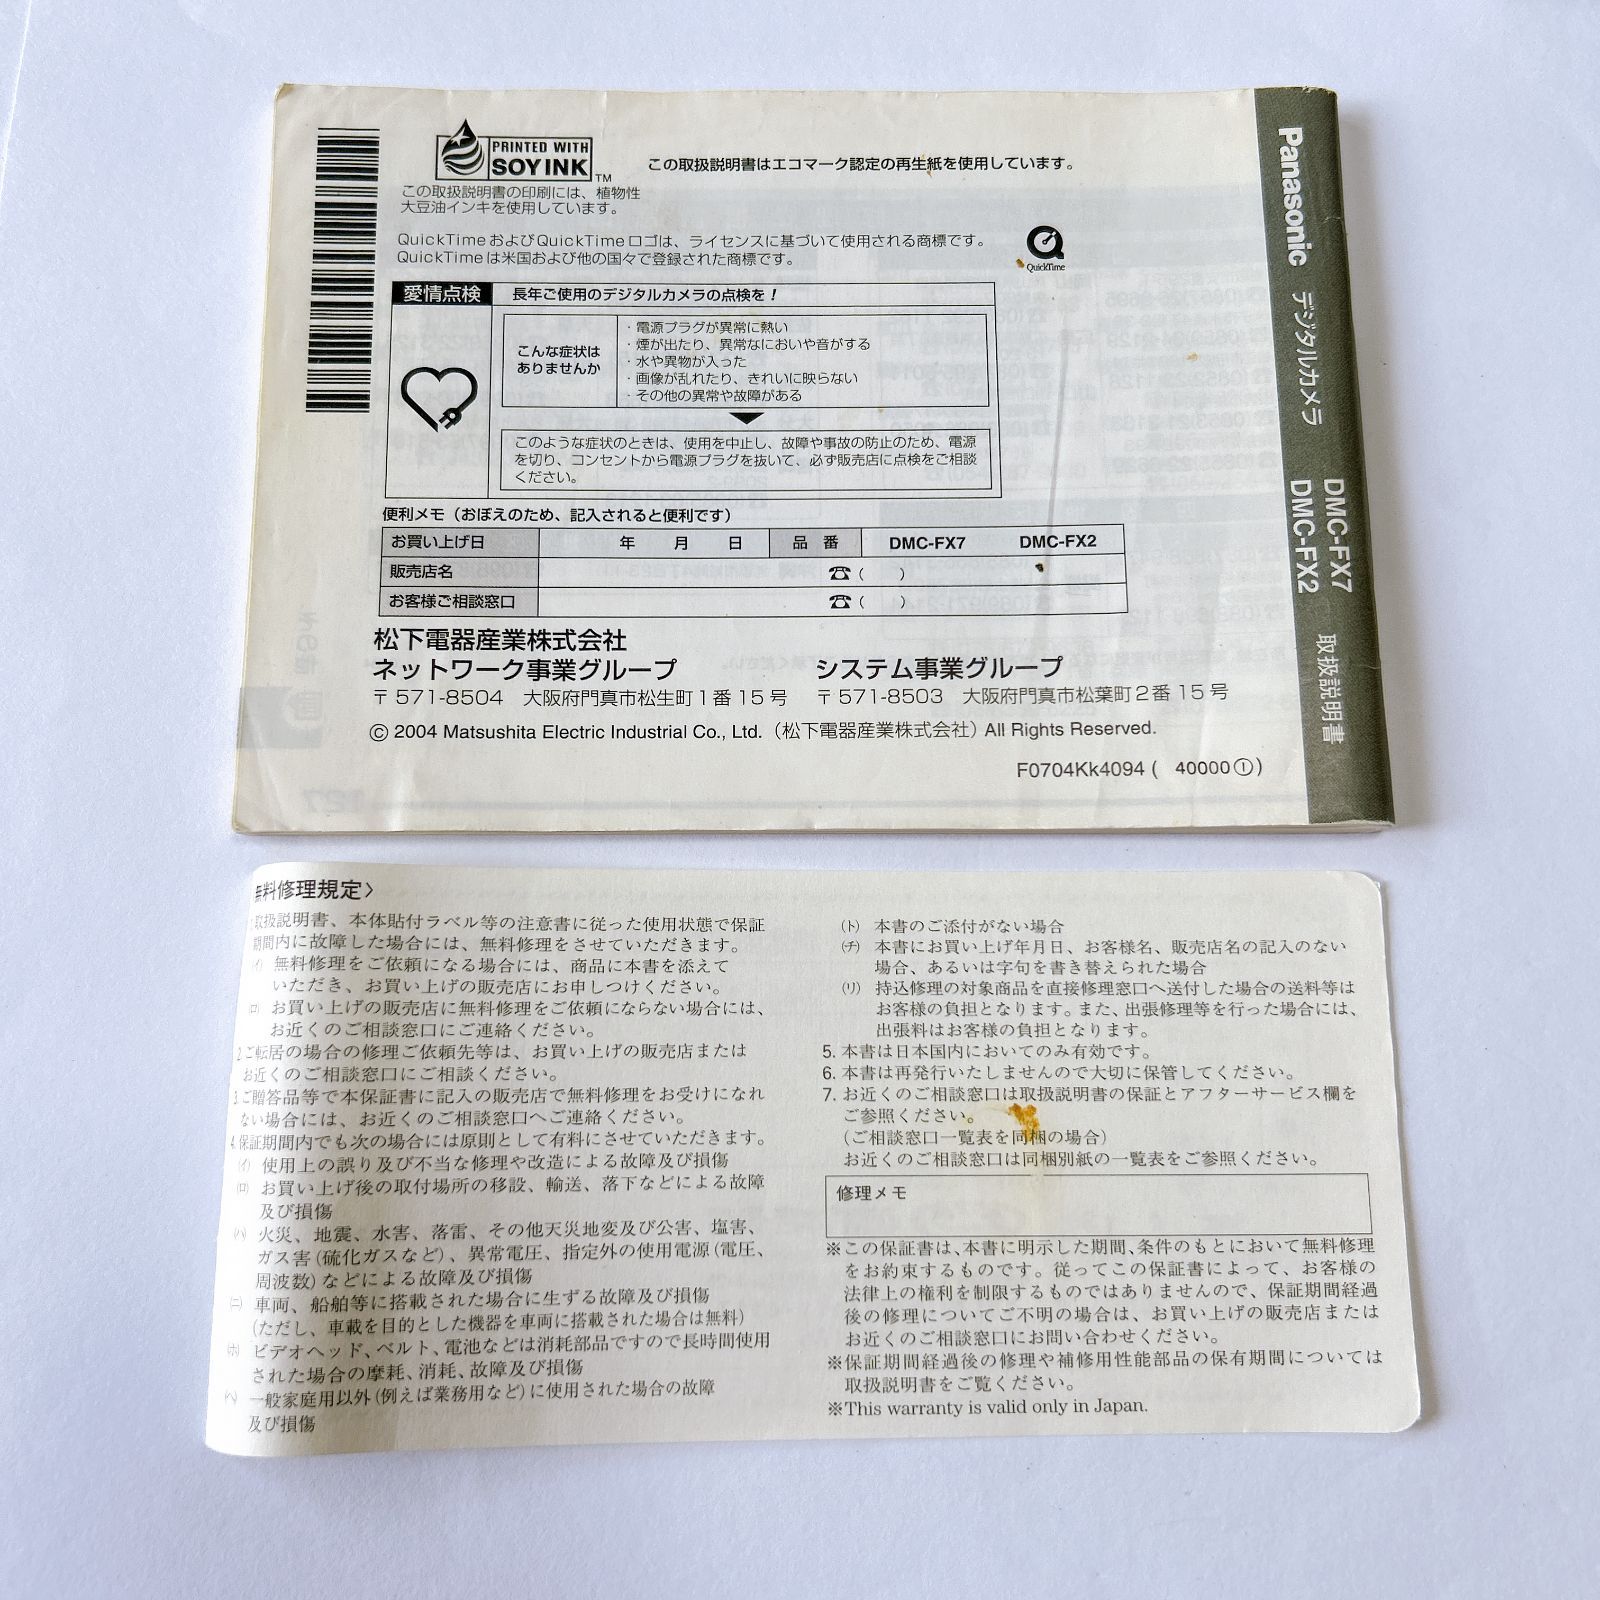 PRINTED WITH
SOY INK TM
この取扱説明書の印刷には、植物性
大豆油インキを使用しています。
この取扱説明書はエコマーク認定の再生紙を使用しています。
QuickTimeおよびQuickTimeロゴは、ライセンスに基づいて使用される商標です。
QuickTimeは米国および他の国々で登録された商標です。
QuickTime
愛情点検 長年ご使用のデジタルカメラの点検を！
こんな症状は
ありませんか
・電源プラグが異常に熱い
・煙が出たり、異常なにおいや音がする
・水や異物が入った
・画像が乱れたり、きれいに映らない
・その他の異常や故障がある
このような症状のときは、使用を中止し、故障や事故の防止のため、電源
を切り、コンセントから電源プラグを抜いて、必ず販売店に点検をご相談
ください。
便利メモ（おぼえのため、記入されると便利です）
お買い上げ日 年 月 日 品番 DMC-FX7 DMC-FX2
販売店名 ☎( )
お客様ご相談窓口 ☎( )
松下電器産業株式会社
ネットワーク事業グループ システム事業グループ
〒571-8504 大阪府門真市松生町1番15号 〒571-8503 大阪府門真市松葉町2番15号
© 2004 Matsushita Electric Industrial Co., Ltd.（松下電器産業株式会社）All Rights Reserved.
F0704Kk4094 ( 40000①)
Panasonic デジタルカメラ DMC-FX7 DMC-FX2 取扱説明書
無料修理規定〉
取扱説明書、本体貼付ラベル等の注意書に従った使用状態で保証
期間内に故障した場合には、無料修理をさせていただきます。
(イ) 無料修理をご依頼になる場合には、商品に本書を添えて
いただき、お買い上げの販売店にお申しつけください。
(ロ) お買い上げの販売店に無料修理をご依頼にならない場合には、
お近くのご相談窓口にご連絡ください。
2. ご転居の場合の修理ご依頼先等は、お買い上げの販売店または
お近くのご相談窓口にご相談ください。
3. ご贈答品等で本保証書に記入の販売店で無料修理をお受けになれ
ない場合には、お近くのご相談窓口へご連絡ください。
4. 保証期間内でも次の場合には原則として有料にさせていただきます。
(イ) 使用上の誤り及び不当な修理や改造による故障及び損傷
(ロ) お買い上げ後の取付場所の移設、輸送、落下などによる故障
及び損傷
(ハ) 火災、地震、水害、落雷、その他天災地変及び公害、塩害、
ガス害(硫化ガスなど)、異常電圧、指定外の使用電源(電圧、
周波数)などによる故障及び損傷
(ニ) 車両、船舶等に搭載された場合に生ずる故障及び損傷
(ただし、車載を目的とした機器を車両に搭載された場合は無料)
(ホ) ビデオヘッド、ベルト、電池などは消耗部品ですので長時間使用
された場合の摩耗、消耗、故障及び損傷
(ヘ) 一般家庭用以外(例えば業務用など)に使用された場合の故障
及び損傷
(ト) 本書のご添付がない場合
(チ) 本書にお買い上げ年月日、お客様名、販売店名の記入のない
場合、あるいは字句を書き替えられた場合
(リ) 持込修理の対象商品を直接修理窓口へ送付した場合の送料等は
お客様の負担となります。また、出張修理等を行った場合には、
出張料はお客様の負担となります。
5. 本書は日本国内においてのみ有効です。
6. 本書は再発行いたしませんので大切に保管してください。
7. お近くのご相談窓口は取扱説明書の保証とアフターサービス欄を
ご参照ください。
(ご相談窓口一覧表を同梱の場合)
お近くのご相談窓口は同梱別紙の一覧表をご参照ください。
修理メモ
※この保証書は、本書に明示した期間、条件のもとにおいて無料修理
をお約束するものです。従ってこの保証書によって、お客様の
法律上の権利を制限するものではありませんので、保証期間経過
後の修理についてご不明の場合は、お買い上げの販売店または
お近くのご相談窓口にお問い合わせください。
※保証期間経過後の修理や補修用性能部品の保有期間については
取扱説明書をご覧ください。
※This warranty is valid only in Japan.